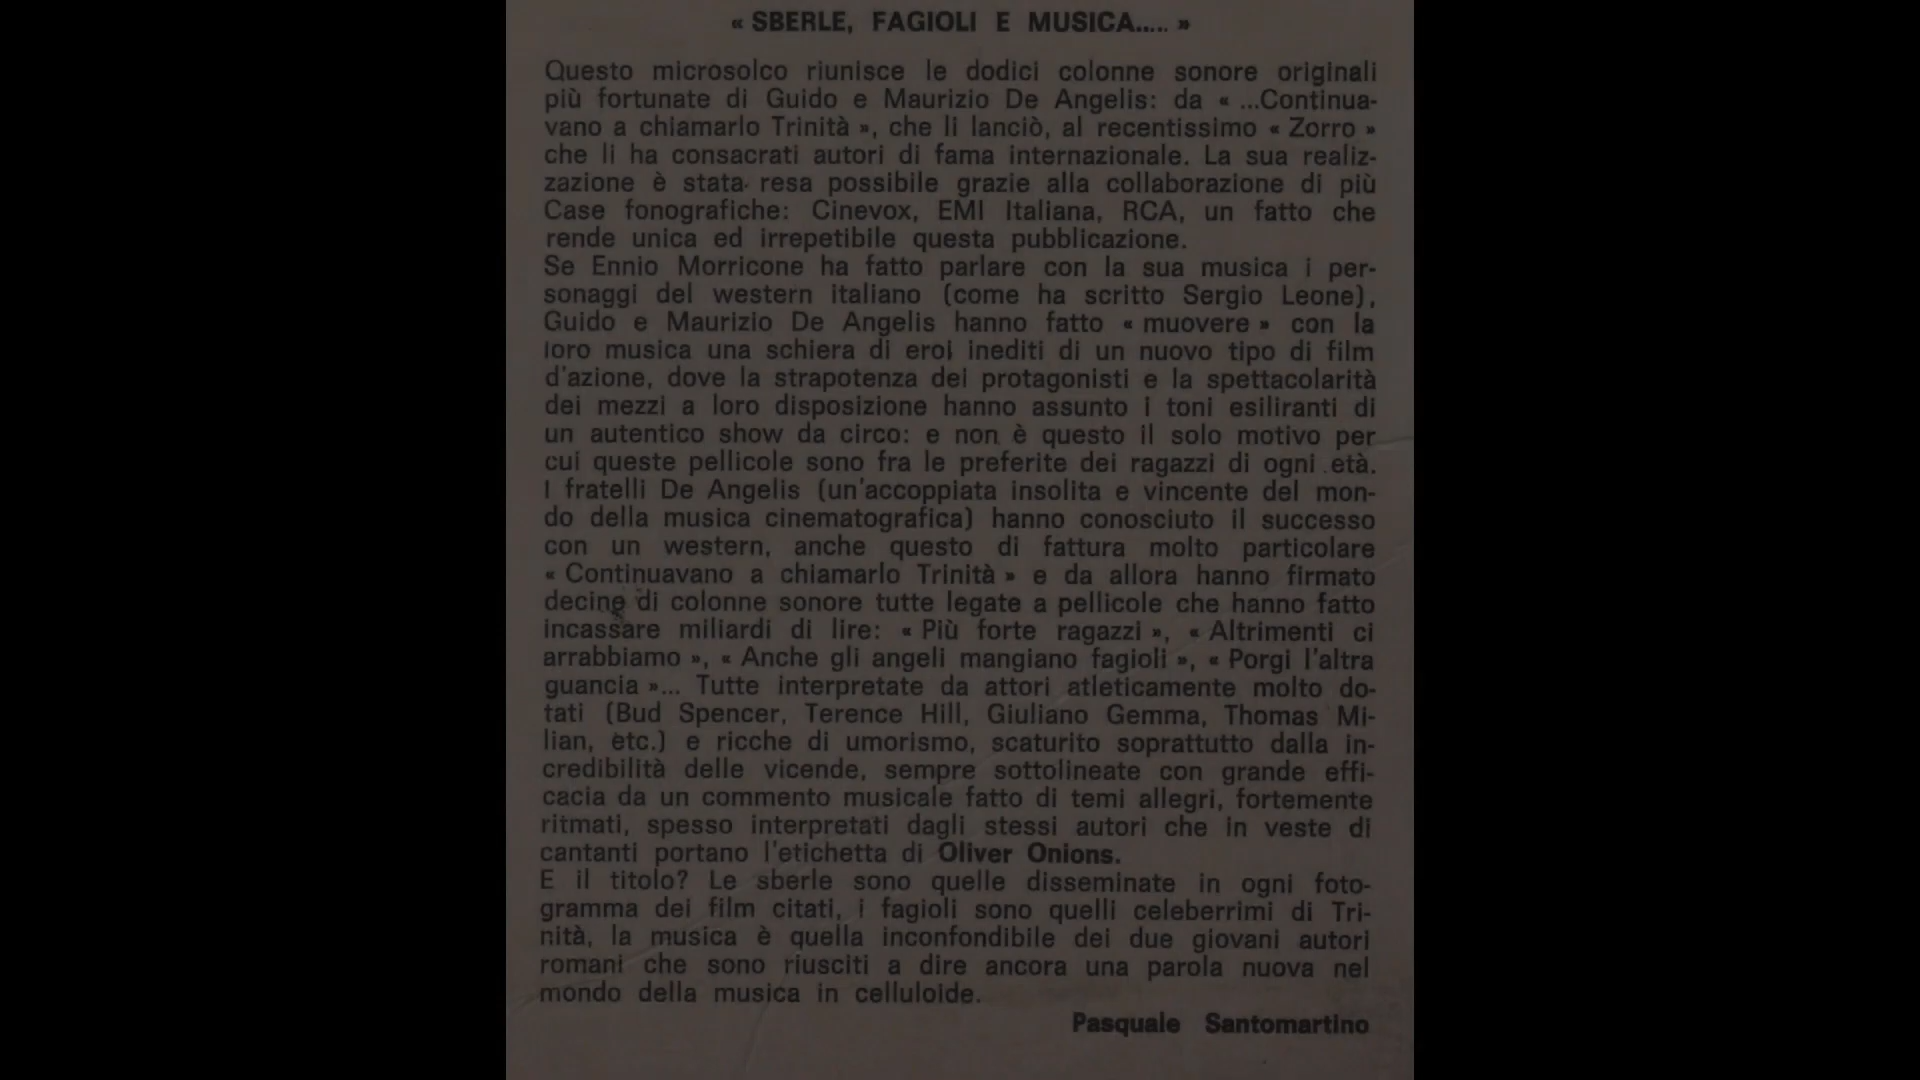 « SBERLE, FAGIOLI E MUSICA..... »
Questo microsolco riunisce le dodici colonne sonore originali
più fortunate di Guido e Maurizio De Angelis: da « ...Continua-
vano a chiamarlo Trinità », che li lanciò, al recentissimo « Zorro »
che li ha consacrati autori di fama internazionale. La sua realiz-
zazione è stata resa possibile grazie alla collaborazione di più
Case fonografiche: Cinevox, EMI Italiana, RCA, un fatto che
rende unica ed irrepetibile questa pubblicazione.
Se Ennio Morricone ha fatto parlare con la sua musica i per-
sonaggi del western italiano (come ha scritto Sergio Leone),
Guido e Maurizio De Angelis hanno fatto « muovere » con la
loro musica una schiera di eroi inediti di un nuovo tipo di film
d'azione, dove la strapotenza dei protagonisti e la spettacolarità
dei mezzi a loro disposizione hanno assunto i toni esiliranti di
un autentico show da circo: e non è questo il solo motivo per
cui queste pellicole sono fra le preferite dei ragazzi di ogni età.
I fratelli De Angelis (un'accoppiata insolita e vincente del mon-
do della musica cinematografica) hanno conosciuto il successo
con un western, anche questo di fattura molto particolare
« Continuavano a chiamarlo Trinità » e da allora hanno firmato
decine di colonne sonore tutte legate a pellicole che hanno fatto
incassare miliardi di lire: « Più forte ragazzi », « Altrimenti ci
arrabbiamo », « Anche gli angeli mangiano fagioli », « Porgi l'altra
guancia »... Tutte interpretate da attori atleticamente molto do-
tati (Bud Spencer, Terence Hill, Giuliano Gemma, Thomas Mi-
lian, etc.) e ricche di umorismo, scaturito soprattutto dalla in-
credibilità delle vicende, sempre sottolineate con grande effi-
cacia da un commento musicale fatto di temi allegri, fortemente
ritmati, spesso interpretati dagli stessi autori che in veste di
cantanti portano l'etichetta di Oliver Onions.
E il titolo? Le sberle sono quelle disseminate in ogni foto-
gramma dei film citati, i fagioli sono quelli celeberrimi di Tri-
nità, la musica è quella inconfondibile dei due giovani autori
romani che sono riusciti a dire ancora una parola nuova nel
mondo della musica in celluloide.
Pasquale Santomartino